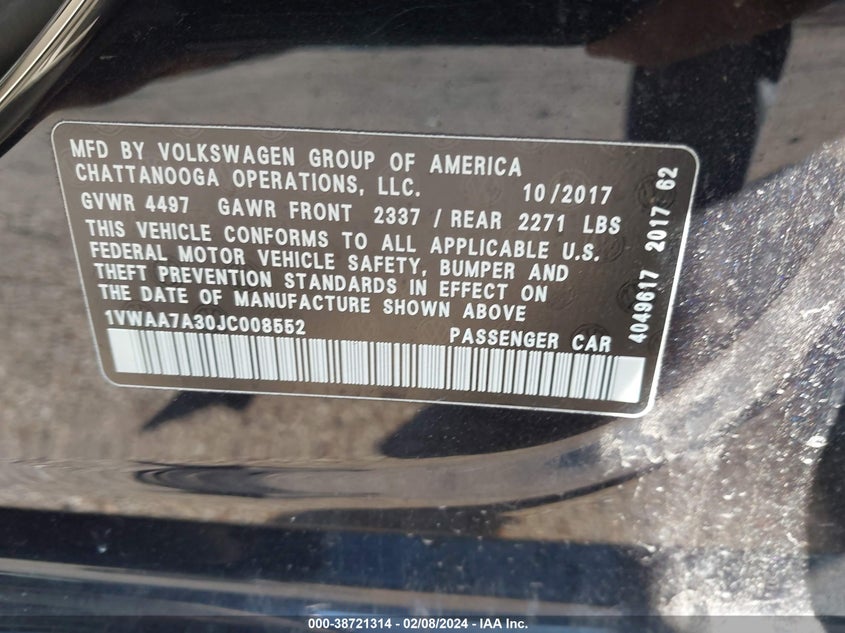 MFD BY VOLKSWAGEN GROUP OF AMERICA
CHATTANOOGA OPERATIONS, LLC. 10/2017
GVWR 4497 GAWR FRONT 2337 / REAR 2271 LBS
THIS VEHICLE CONFORMS TO ALL APPLICABLE U.S.
FEDERAL MOTOR VEHICLE SAFETY, BUMPER AND
THEFT PREVENTION STANDARDS IN EFFECT ON
THE DATE OF MANUFACTURE SHOWN ABOVE
1VWAA7A30JC008552 PASSENGER CAR
4049617 2017 62
000-38721314 - 02/08/2024 - IAA Inc.